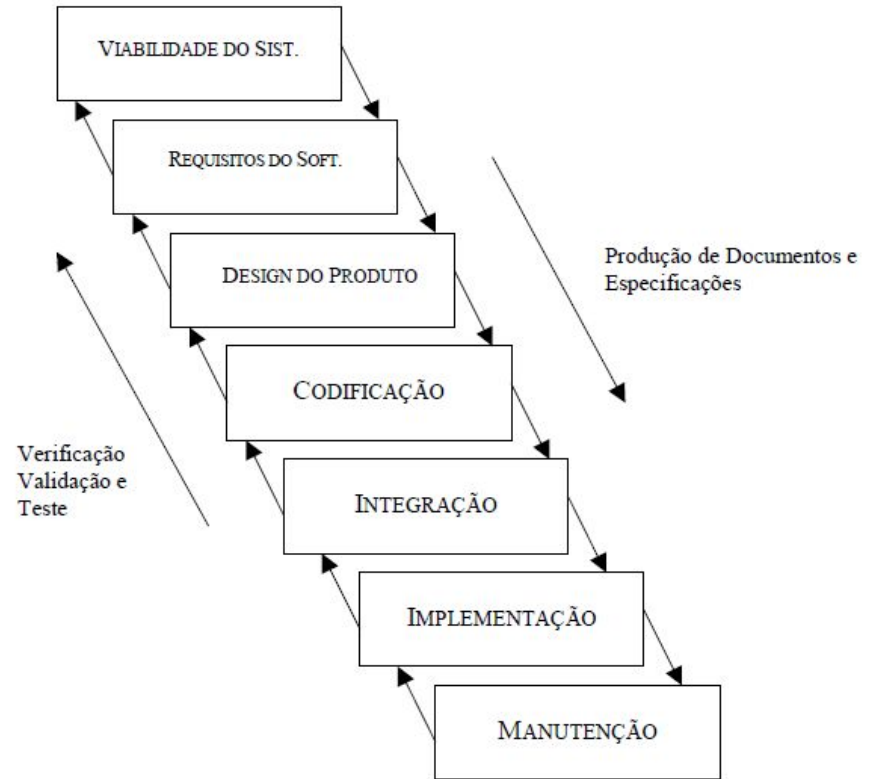 VIABILIDADE DO SIST.
REQUISITOS DO SOFT.
DESIGN DO PRODUTO
Produção de Documentos e
Especificações
CODIFICAÇÃO
Verificação
Validação e
Teste
INTEGRAÇÃO
IMPLEMENTAÇÃO
MANUTENÇÃO